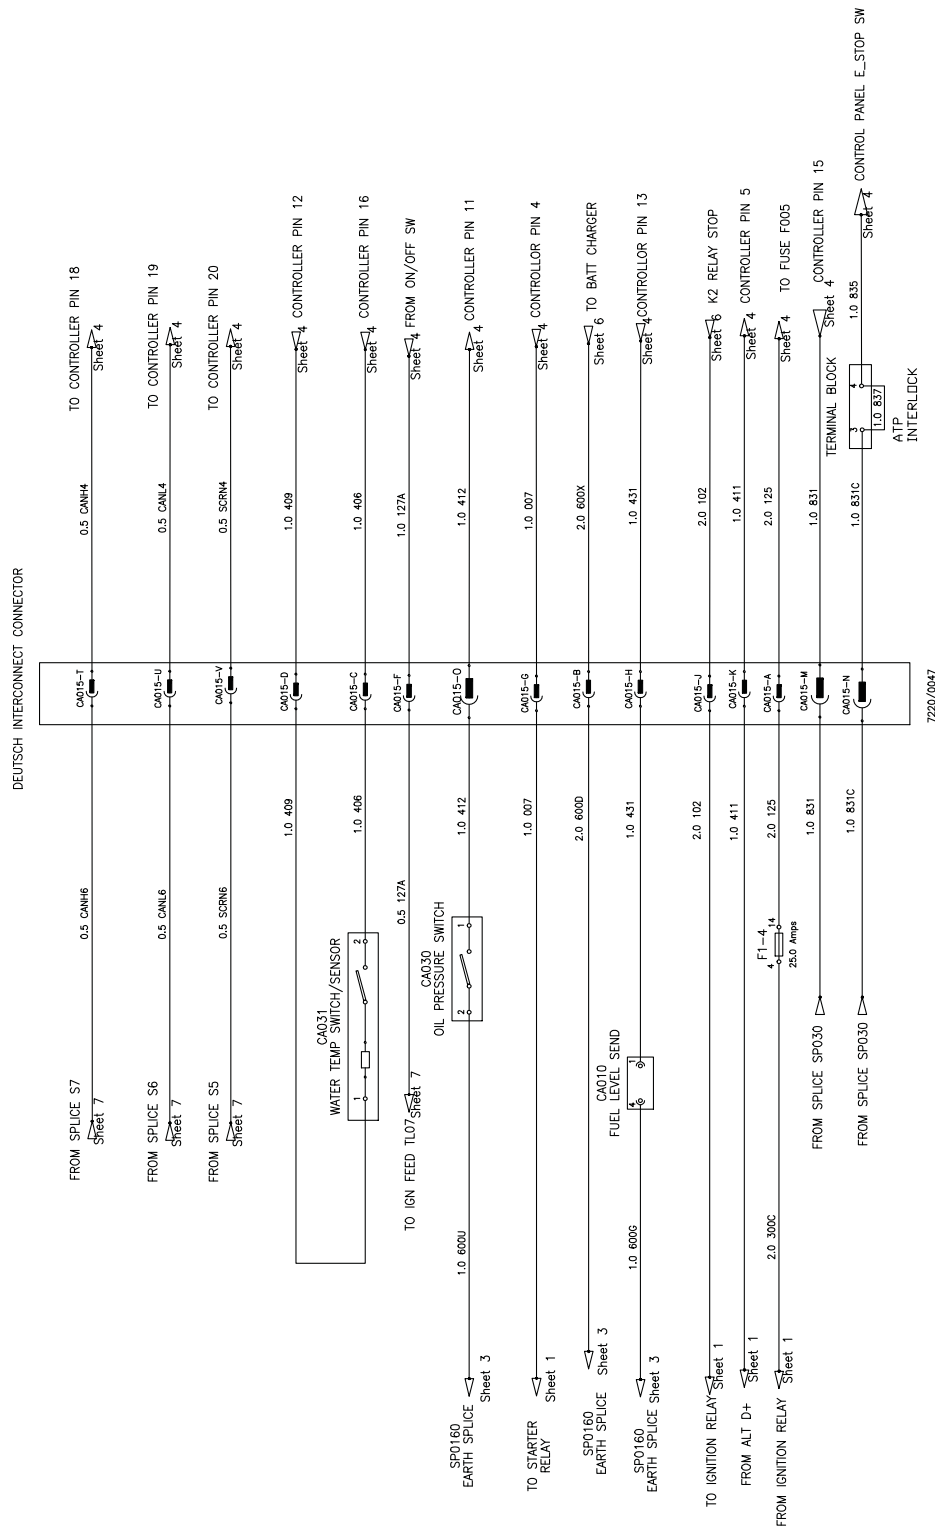 DEUTSCH INTERCONNECT CONNECTOR
7220/0047
TO CONTROLLER PIN 18
Sheet 4
0.5 CANH4
CA015-T
0.5 CANH6
FROM SPLICE S7
Sheet 7
TO CONTROLLER PIN 19
Sheet 4
0.5 CANL4
CA015-U
0.5 CANL6
FROM SPLICE S6
Sheet 7
TO CONTROLLER PIN 20
Sheet 4
0.5 SCRN4
CA015-V
0.5 SCRN6
FROM SPLICE S5
Sheet 7
CONTROLLER PIN 12
Sheet 4
1.0 409
CA015-D
1.0 409
CONTROLLER PIN 16
Sheet 4
1.0 406
CA015-C
1.0 406
CA031
WATER TEMP SWITCH/SENSOR
2
1
FROM ON/OFF SW
Sheet 4
1.0 127A
CA015-F
0.5 127A
TO IGN FEED TL07
Sheet 7
CONTROLLER PIN 11
Sheet 4
1.0 412
CA015-O
1.0 412
CA030
OIL PRESSURE SWITCH
1
2
1.0 600U
SP0160
EARTH SPLICE
Sheet 3
CONTROLLOR PIN 4
Sheet 4
1.0 007
CA015-G
1.0 007
TO STARTER
RELAY
Sheet 1
TO BATT CHARGER
Sheet 6
2.0 600X
CA015-B
2.0 600D
SP0160
EARTH SPLICE
Sheet 3
CONTROLLOR PIN 13
Sheet 4
1.0 431
CA015-H
1.0 431
CA010
FUEL LEVEL SEND
1
4
1.0 600G
SP0160
EARTH SPLICE
Sheet 3
K2 RELAY STOP
Sheet 6
2.0 102
CA015-J
2.0 102
TO IGNITION RELAY
Sheet 1
CONTROLLER PIN 5
Sheet 4
1.0 411
CA015-K
1.0 411
FROM ALT D+
Sheet 1
TO FUSE F005
Sheet 4
2.0 125
CA015-A
2.0 125
F1-4
14
4
25.0 Amps
2.0 300C
FROM IGNITION RELAY
Sheet 1
CONTROLLER PIN 15
Sheet 4
1.0 831
CA015-M
1.0 831
FROM SPLICE SP030
CONTROL PANEL E_STOP SW
Sheet 4
1.0 835
TERMINAL BLOCK
4
3
1.0 837
ATP
INTERLOCK
1.0 831C
CA015-N
1.0 831C
FROM SPLICE SP030